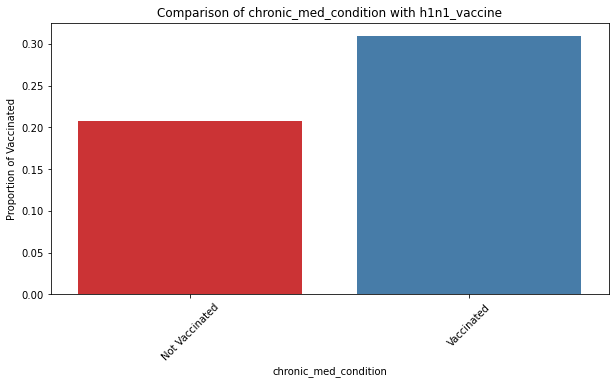 Comparison of chronic_med_condition with h1n1_vaccine
Proportion of Vaccinated
0.30
0.25
0.20
0.15
0.10
0.05
0.00
Not Vaccinated
Vaccinated
chronic_med_condition